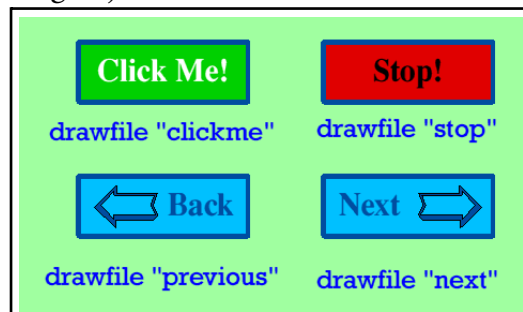 Click Me! Stop!
drawfile "clickme" drawfile "stop"
Back Next
drawfile "previous" drawfile "next"